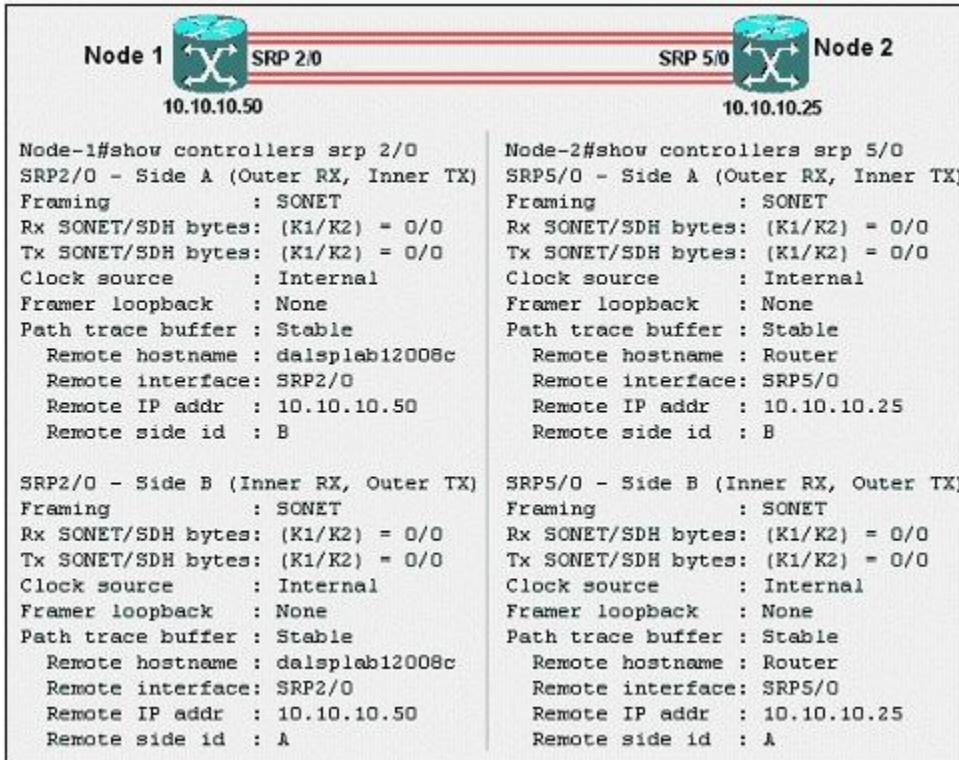 Node 1
SRP 2/0
SRP 5/0
Node 2
10.10.10.50
10.10.10.25
Node-1#show controllers srp 2/0
SRP2/0 - Side A (Outer RX, Inner TX)
Framing : SONET
Rx SONET/SDH bytes: (K1/K2) = 0/0
Tx SONET/SDH bytes: (K1/K2) = 0/0
Clock source : Internal
Framer loopback : None
Path trace buffer : Stable
Remote hostname : dalsplab12008c
Remote interface: SRP2/0
Remote IP addr : 10.10.10.50
Remote side id : B
SRP2/0 - Side B (Inner RX, Outer TX)
Framing : SONET
Rx SONET/SDH bytes: (K1/K2) = 0/0
Tx SONET/SDH bytes: (K1/K2) = 0/0
Clock source : Internal
Framer loopback : None
Path trace buffer : Stable
Remote hostname : dalsplab12008c
Remote interface: SRP2/0
Remote IP addr : 10.10.10.50
Remote side id : A
Node-2#show controllers srp 5/0
SRP5/0 - Side A (Outer RX, Inner TX)
Framing : SONET
Rx SONET/SDH bytes: (K1/K2) = 0/0
Tx SONET/SDH bytes: (K1/K2) = 0/0
Clock source : Internal
Framer loopback : None
Path trace buffer : Stable
Remote hostname : Router
Remote interface: SRP5/0
Remote IP addr : 10.10.10.25
Remote side id : B
SRP5/0 - Side B (Inner RX, Outer TX)
Framing : SONET
Rx SONET/SDH bytes: (K1/K2) = 0/0
Tx SONET/SDH bytes: (K1/K2) = 0/0
Clock source : Internal
Framer loopback : None
Path trace buffer : Stable
Remote hostname : Router
Remote interface: SRP5/0
Remote IP addr : 10.10.10.25
Remote side id : A